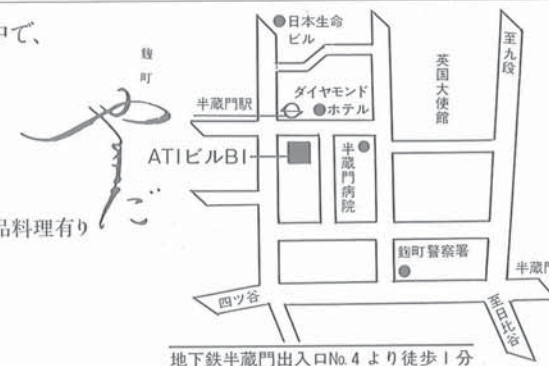 中で、
麹町
ご
品料理有り
●日本生命
ビル
至九段
英国大使館
ダイヤモンド
●ホテル
半蔵門駅
ATIビルB1
半蔵門病院
麹町警察署
半蔵門
四ツ谷
至日比谷
地下鉄半蔵門出入口No.4より徒歩1分